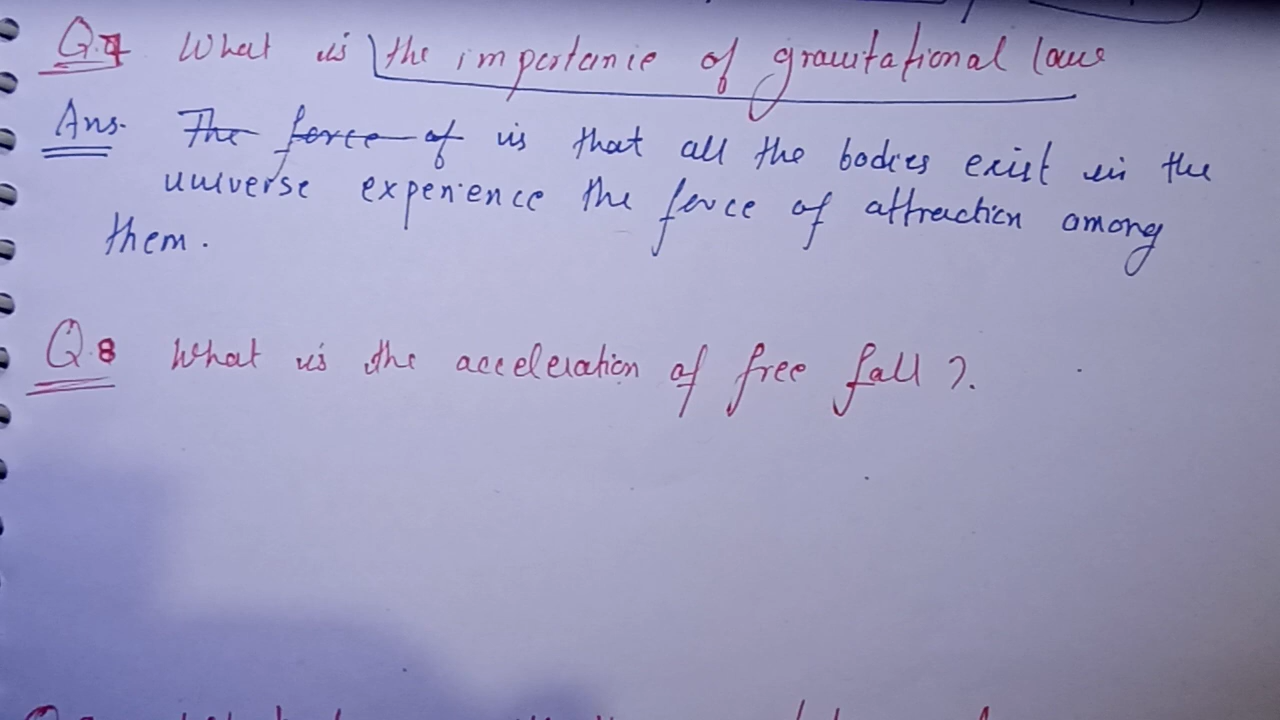 Q.7 What is the importance of gravitational laws
Ans. The force of is that all the bodies exist in the
universe experience the force of attraction among
them.
Q.8 What is the acceleration of free fall ?.